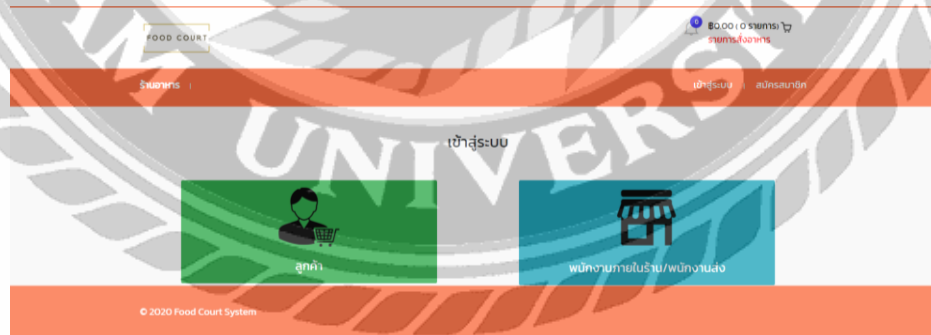 FOOD COURT
0
฿0.00 ( 0 รายการ)
รายการสั่งอาหาร
ร้านอาหาร |
เข้าสู่ระบบ | สมัครสมาชิก
เข้าสู่ระบบ
ลูกค้า
พนักงานภายในร้าน/พนักงานส่ง
© 2020 Food Court System
UNIVERS